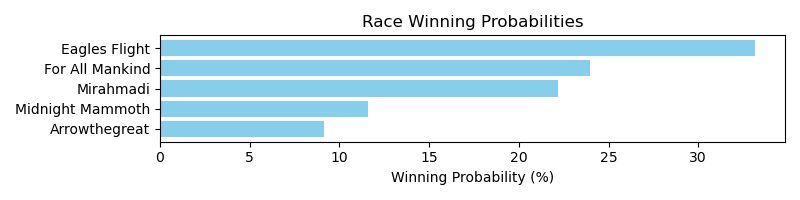 Race Winning Probabilities
Eagles Flight
For All Mankind
Mirahmadi
Midnight Mammoth
Arrowthegreat
0 5 10 15 20 25 30
Winning Probability (%)